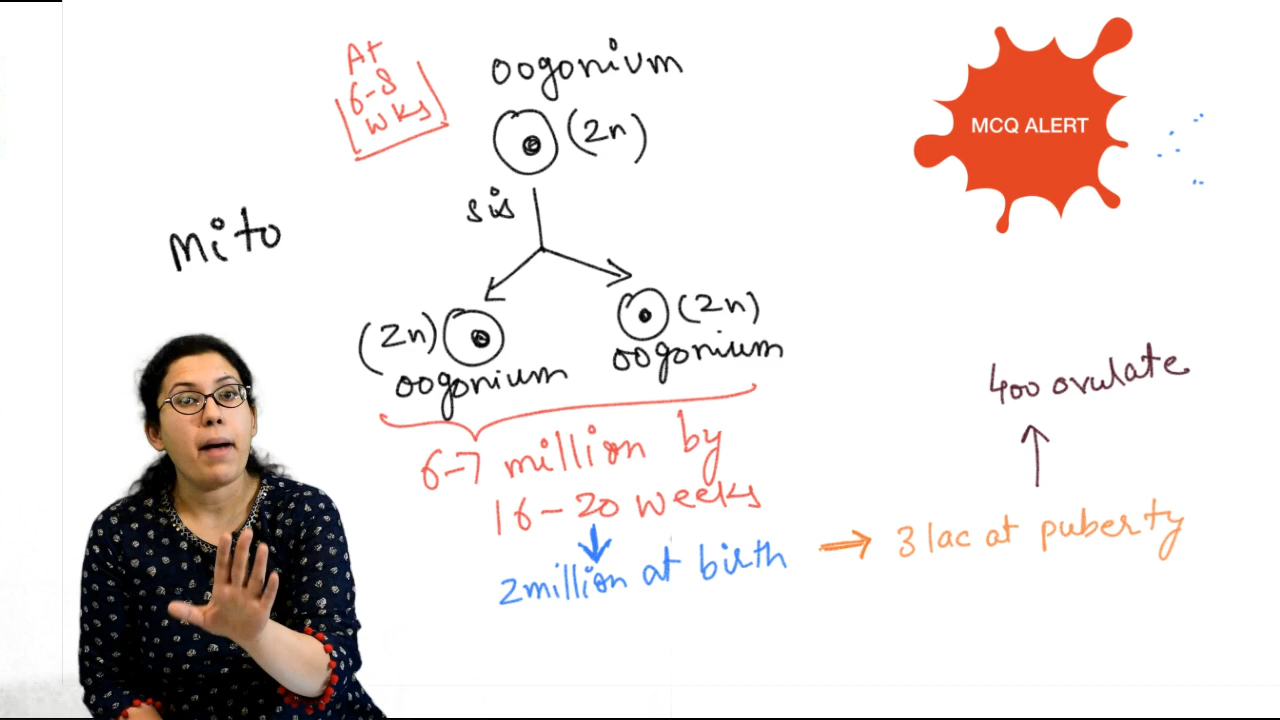 At
6-8
wks
oogonium
(2n)
MCQ ALERT
Mito
sis
(2n)
(2n)
oogonium
oogonium
6-7 million by
16-20 weeks
2million at birth
3 lac at puberty
400 ovulate